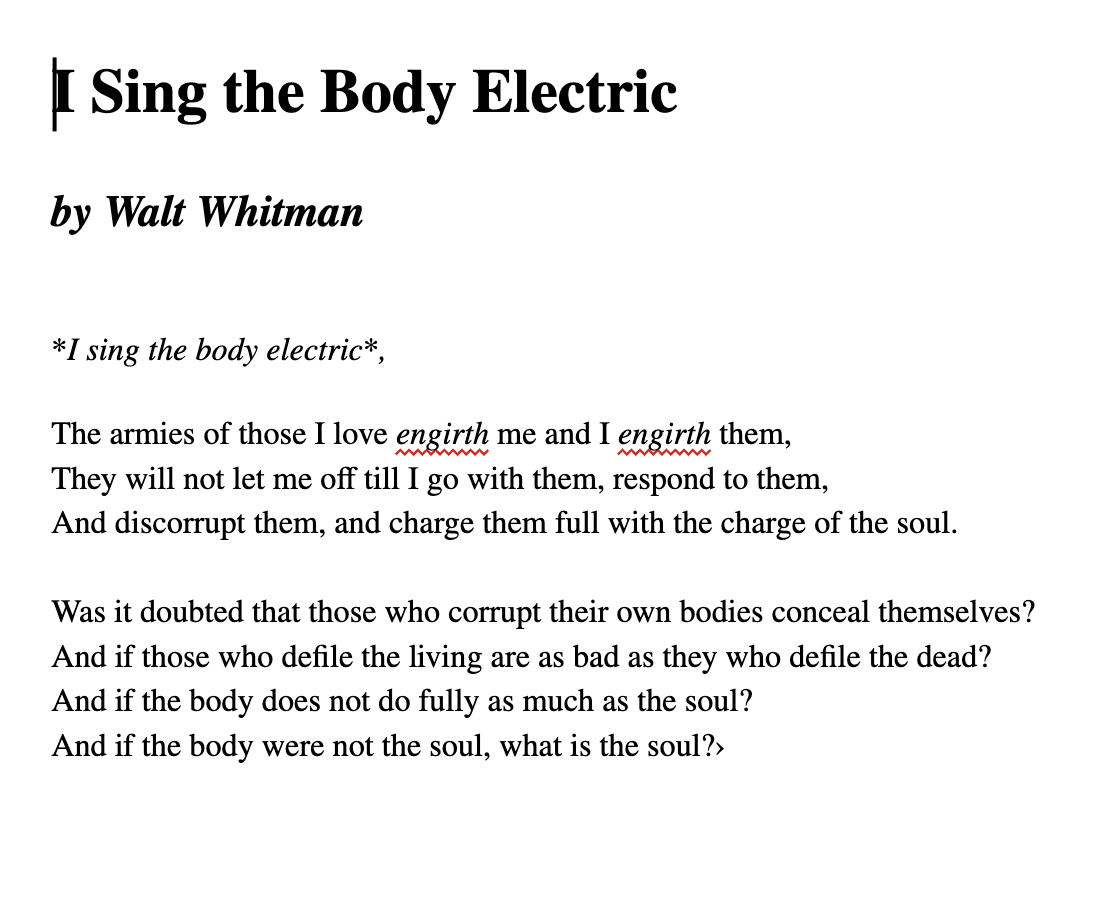 I Sing the Body Electric
by Walt Whitman
*I sing the body electric*,
The armies of those I love engirth me and I engirth them,
They will not let me off till I go with them, respond to them,
And discorrupt them, and charge them full with the charge of the soul.
Was it doubted that those who corrupt their own bodies conceal themselves?
And if those who defile the living are as bad as they who defile the dead?
And if the body does not do fully as much as the soul?
And if the body were not the soul, what is the soul?›